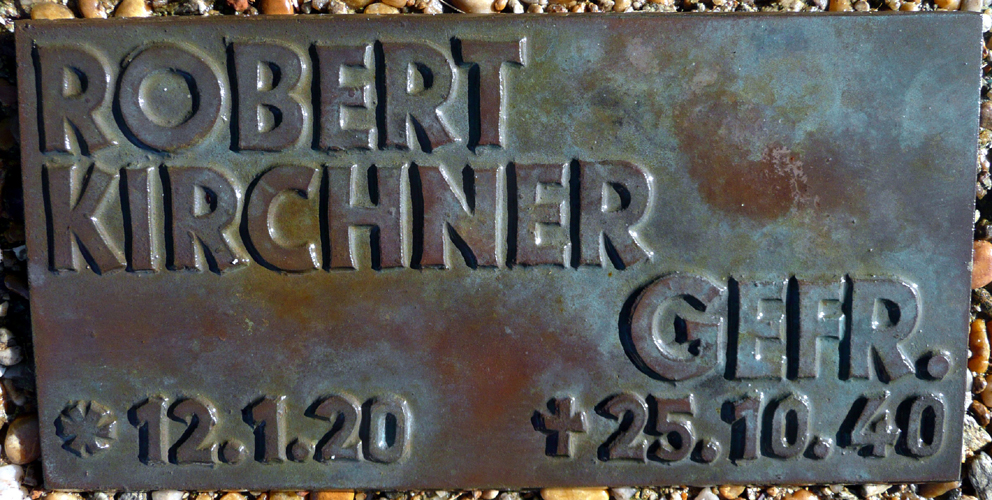 ROBERT
KIRCHNER
GEFR.
* 12.1.20 † 25.10.40